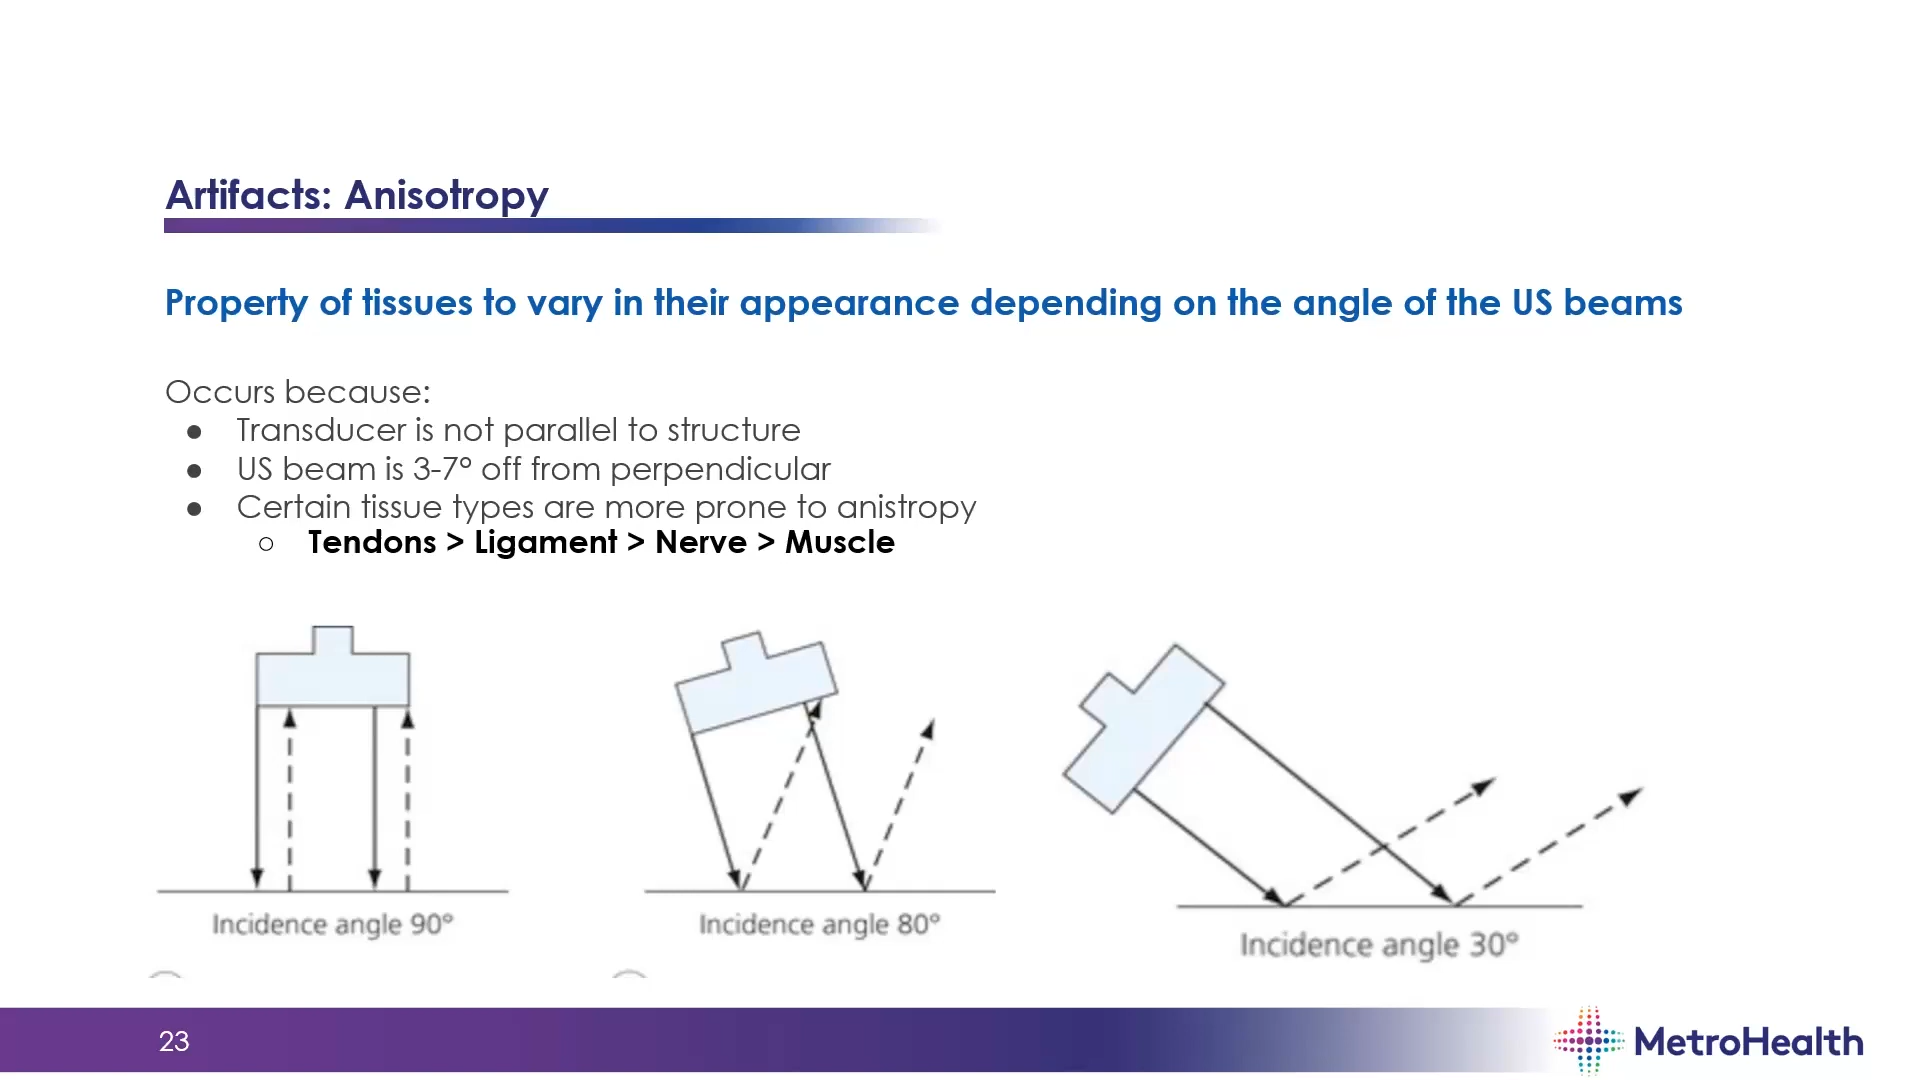 Artifacts: Anisotropy
Property of tissues to vary in their appearance depending on the angle of the US beams
Occurs because:
● Transducer is not parallel to structure
● US beam is 3-7° off from perpendicular
● Certain tissue types are more prone to anistropy
○ Tendons > Ligament > Nerve > Muscle
Incidence angle 90°
Incidence angle 80°
Incidence angle 30°
23
MetroHealth